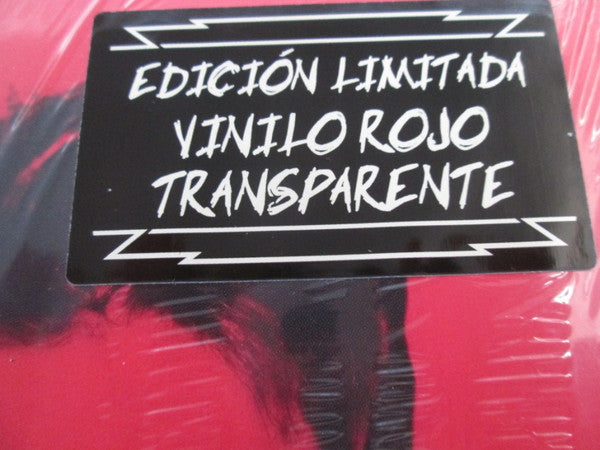 EDICIÓN LIMITADA
VINILO ROJO
TRANSPARENTE